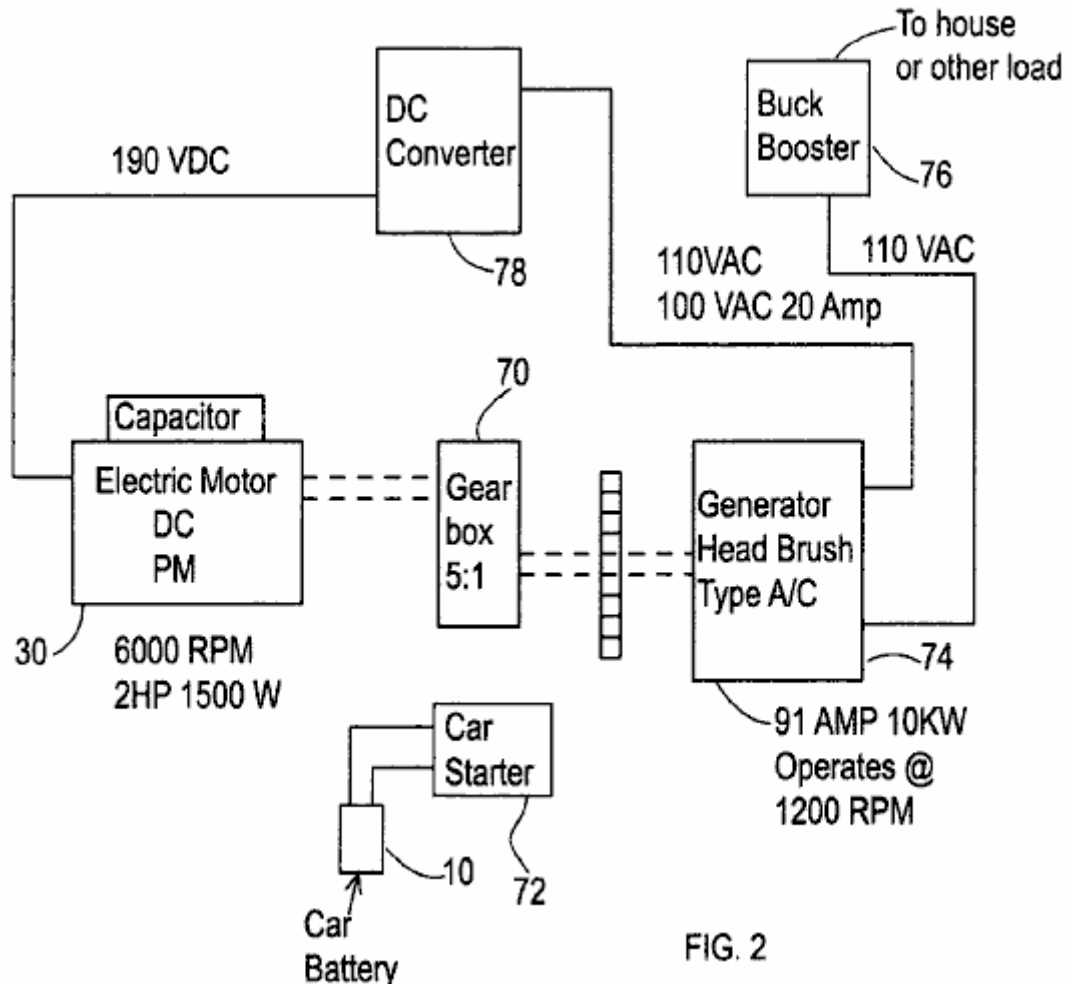 To house
or other load
DC
Converter
78
190 VDC
Buck
Booster
76
110 VAC
110VAC
100 VAC 20 Amp
Capacitor
Electric Motor
DC
PM
30
6000 RPM
2HP 1500 W
70
Gear
box
5:1
Generator
Head Brush
Type A/C
74
91 AMP 10KW
Operates @
1200 RPM
Car
Starter
72
10
Car
Battery
FIG. 2